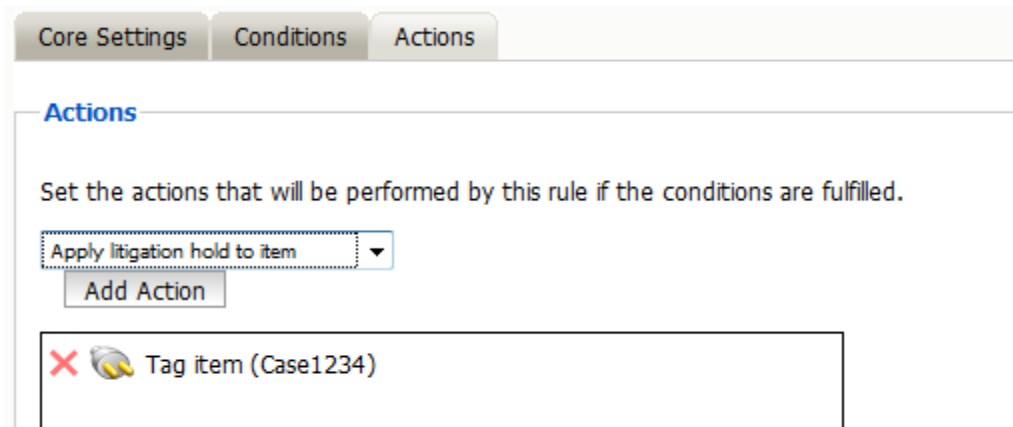 Core Settings Conditions Actions
Actions
Set the actions that will be performed by this rule if the conditions are fulfilled.
Apply litigation hold to item
Add Action
Tag item (Case1234)